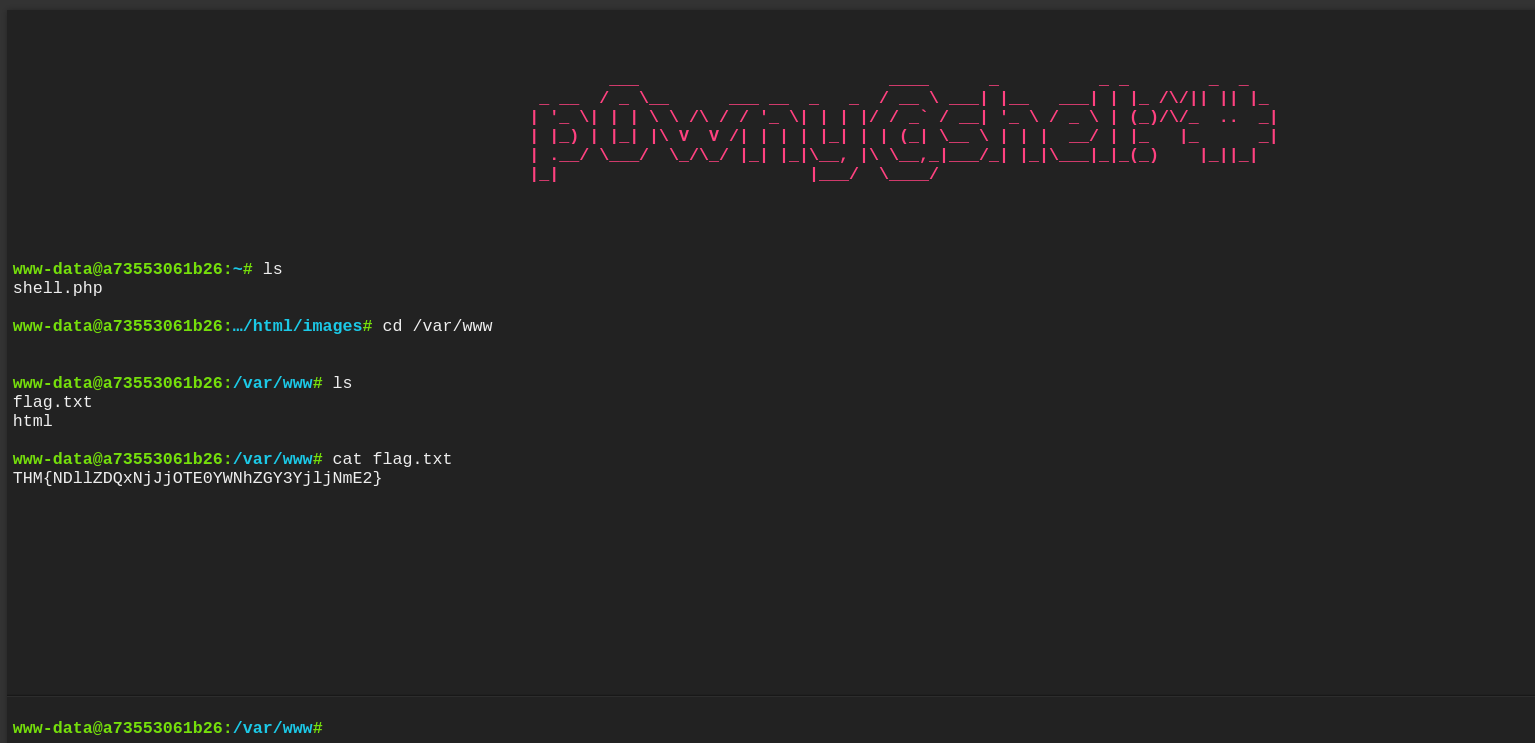 p0wny@shell:~#
www-data@a73553061b26:~# ls
shell.php
www-data@a73553061b26:…/html/images# cd /var/www
www-data@a73553061b26:/var/www# ls
flag.txt
html
www-data@a73553061b26:/var/www# cat flag.txt
THM{NDllZDQxNjJjOTE0YWNhZGY3YjljNmE2}
www-data@a73553061b26:/var/www#